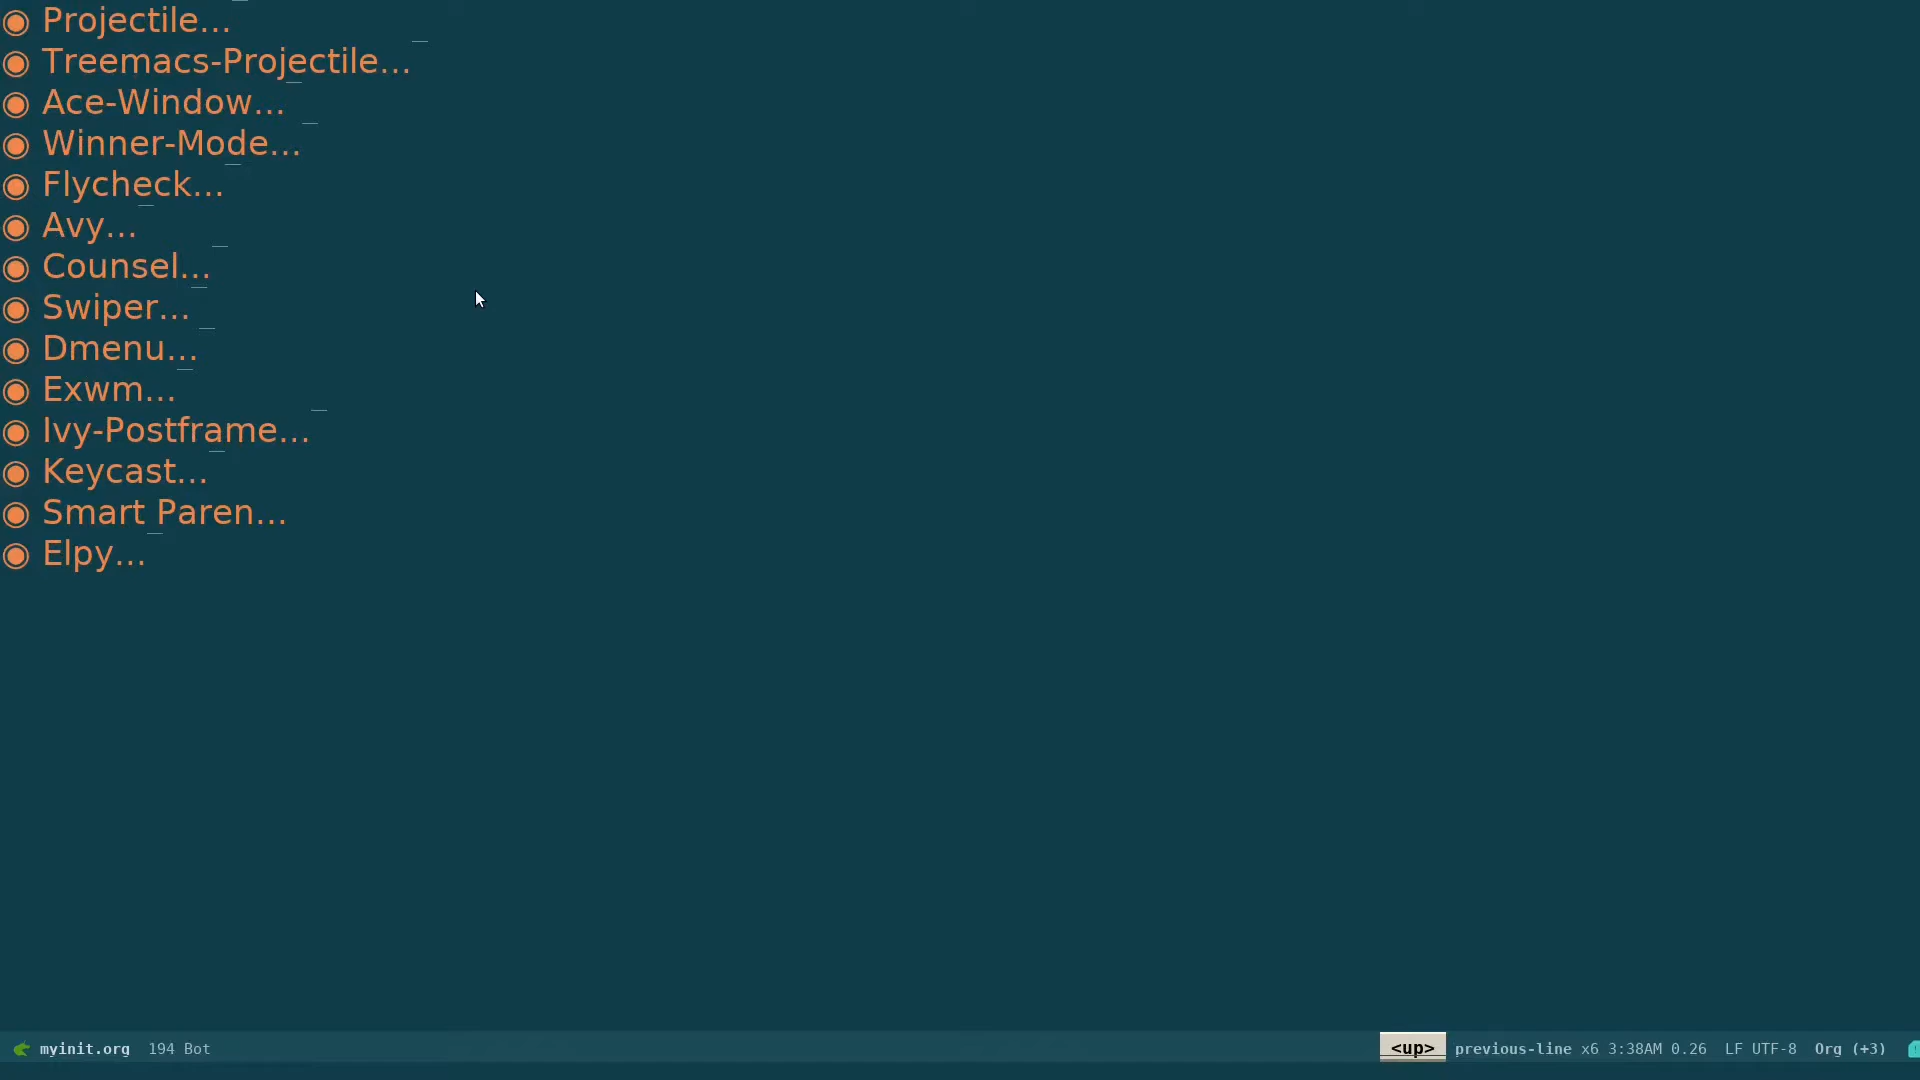 Projectile...
Treemacs-Projectile...
Ace-Window...
Winner-Mode...
Flycheck...
Avy...
Counsel...
Swiper...
Dmenu...
Exwm...
Ivy-Postframe...
Keycast...
Smart Paren...
Elpy...
myinit.org 194 Bot <up> previous-line x6 3:38AM 0.26 LF UTF-8 Org (+3)